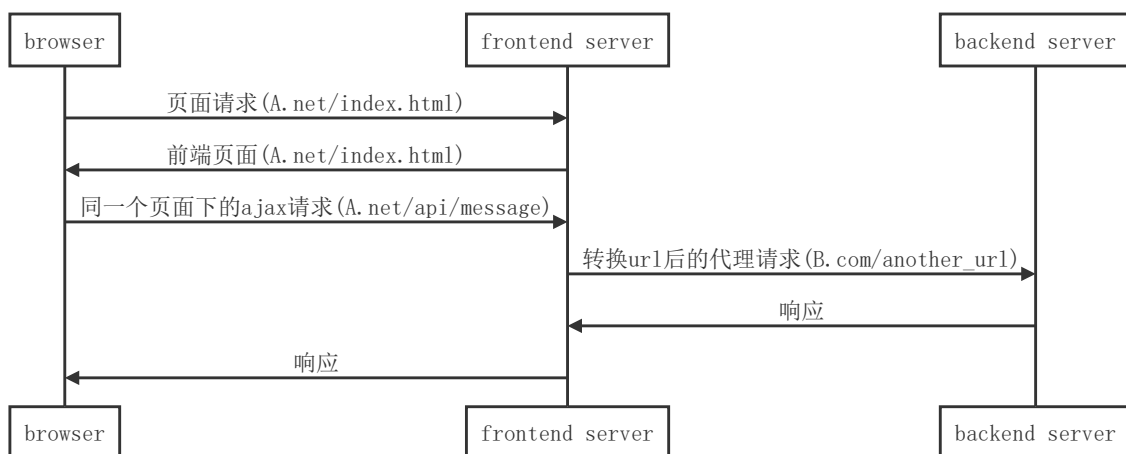 browser
frontend server
backend server
页面请求(A.net/index.html)
前端页面(A.net/index.html)
同一个页面下的ajax请求(A.net/api/message)
转换url后的代理请求(B.com/another_url)
响应
响应
browser
frontend server
backend server